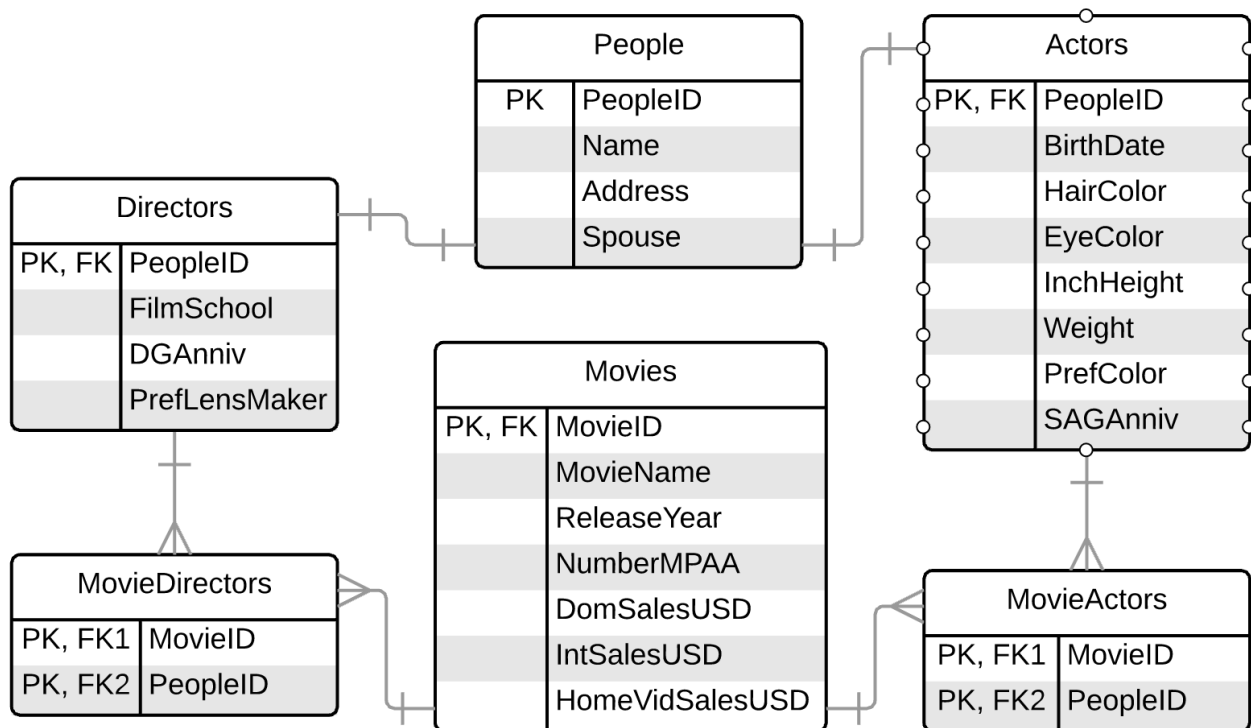 People
PK PeopleID
Name
Address
Spouse
Actors
PK, FK PeopleID
BirthDate
HairColor
EyeColor
InchHeight
Weight
PrefColor
SAGAnniv
Directors
PK, FK PeopleID
FilmSchool
DGAnniv
PrefLensMaker
Movies
PK, FK MovieID
MovieName
ReleaseYear
NumberMPAA
DomSalesUSD
IntSalesUSD
HomeVidSalesUSD
MovieDirectors
PK, FK1 MovieID
PK, FK2 PeopleID
MovieActors
PK, FK1 MovieID
PK, FK2 PeopleID